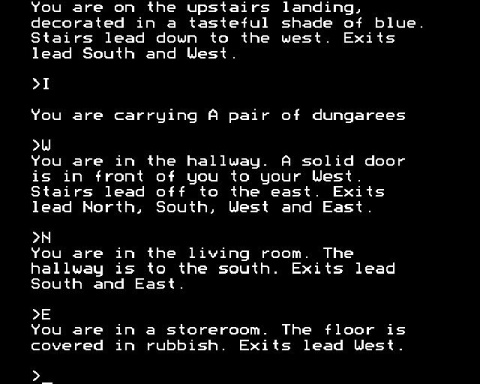 You are on the upstairs landing,
decorated in a tasteful shade of blue.
Stairs lead down to the west. Exits
lead South and West.
>I
You are carrying A pair of dungarees
>W
You are in the hallway. A solid door
is in front of you to your West.
Stairs lead off to the east. Exits
lead North, South, West and East.
>N
You are in the living room. The
hallway is to the south. Exits lead
South and East.
>E
You are in a storeroom. The floor is
covered in rubbish. Exits lead West.
>_